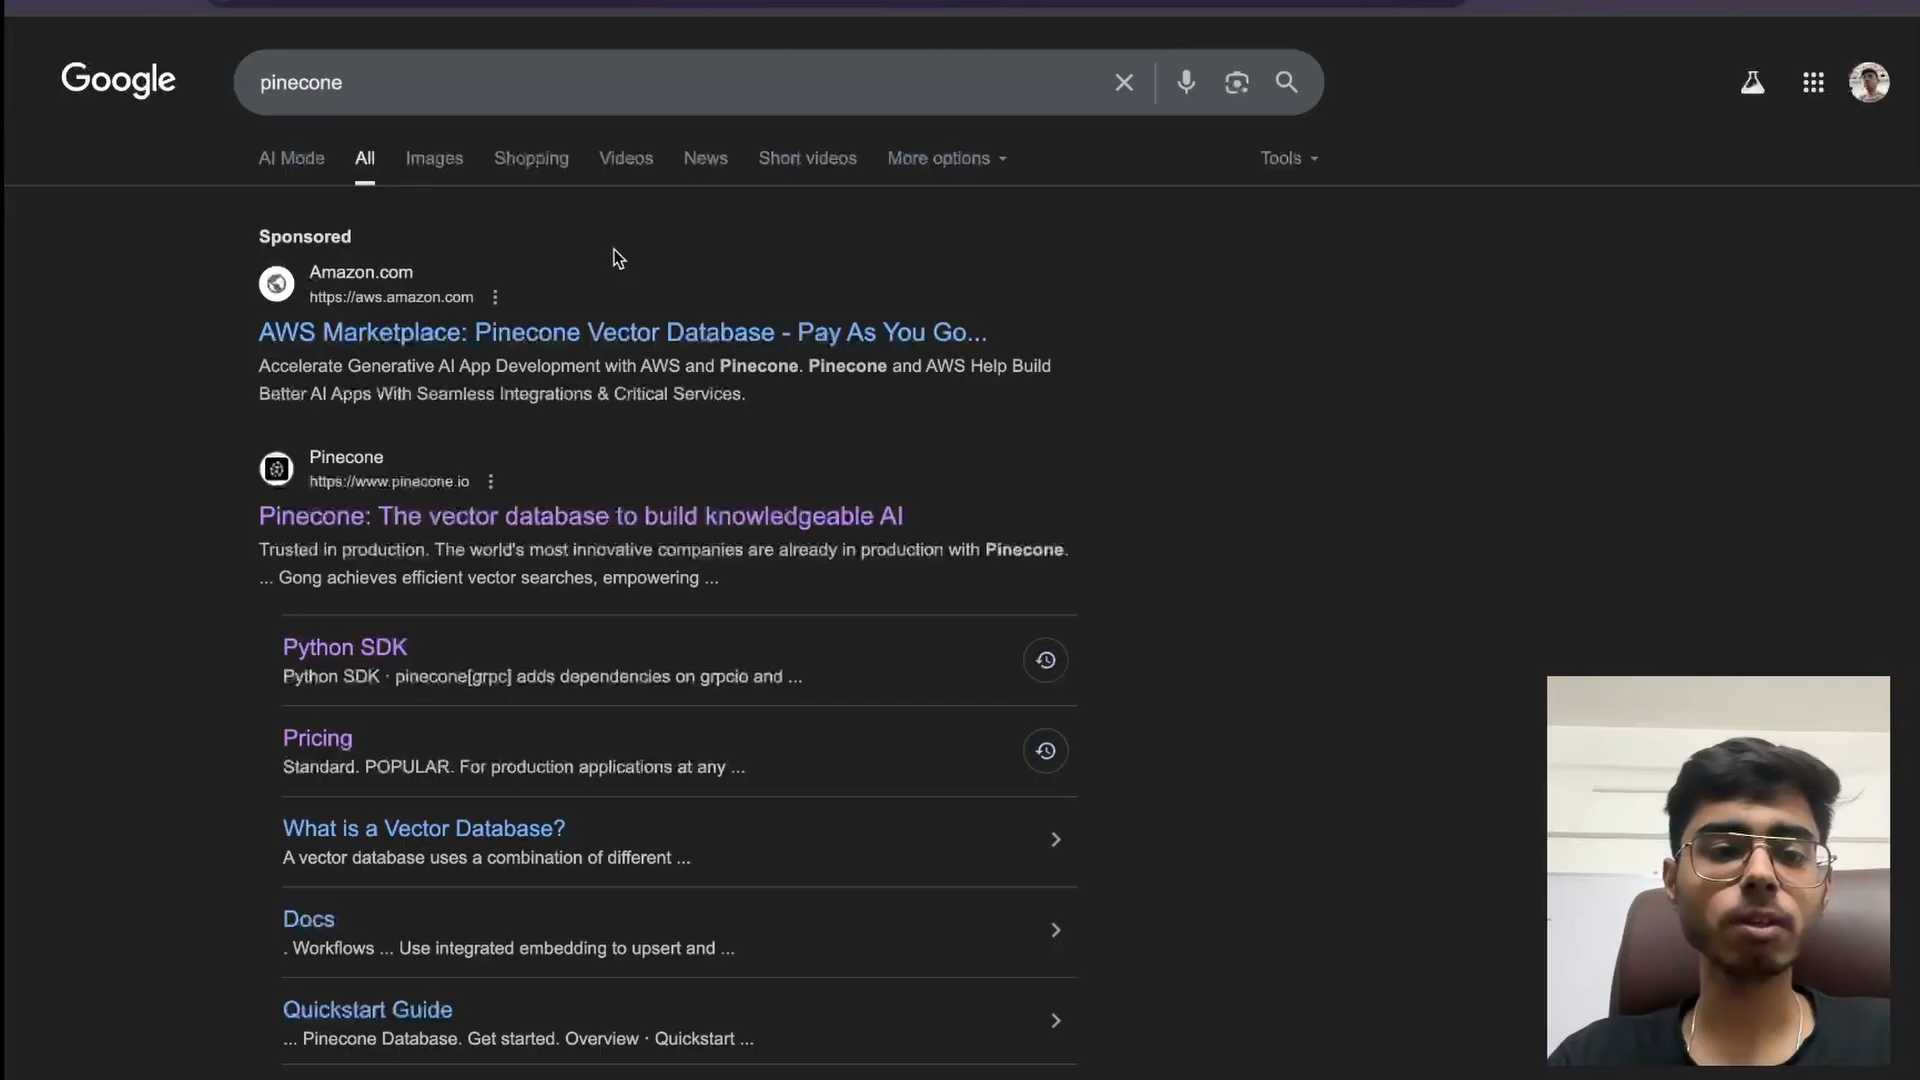 Google
pinecone
AI Mode
All
Images
Shopping
Videos
News
Short videos
More options
Tools
Sponsored
Amazon.com
https://aws.amazon.com
AWS Marketplace: Pinecone Vector Database - Pay As You Go...
Accelerate Generative AI App Development with AWS and Pinecone. Pinecone and AWS Help Build
Better AI Apps With Seamless Integrations & Critical Services.
Pinecone
https://www.pinecone.io
Pinecone: The vector database to build knowledgeable AI
Trusted in production. The world's most innovative companies are already in production with Pinecone.
... Gong achieves efficient vector searches, empowering ...
Python SDK
Python SDK · pinecone[grpc] adds dependencies on grpcio and ...
Pricing
Standard. POPULAR. For production applications at any ...
What is a Vector Database?
A vector database uses a combination of different ...
Docs
. Workflows ... Use integrated embedding to upsert and ...
Quickstart Guide
... Pinecone Database. Get started. Overview · Quickstart ...